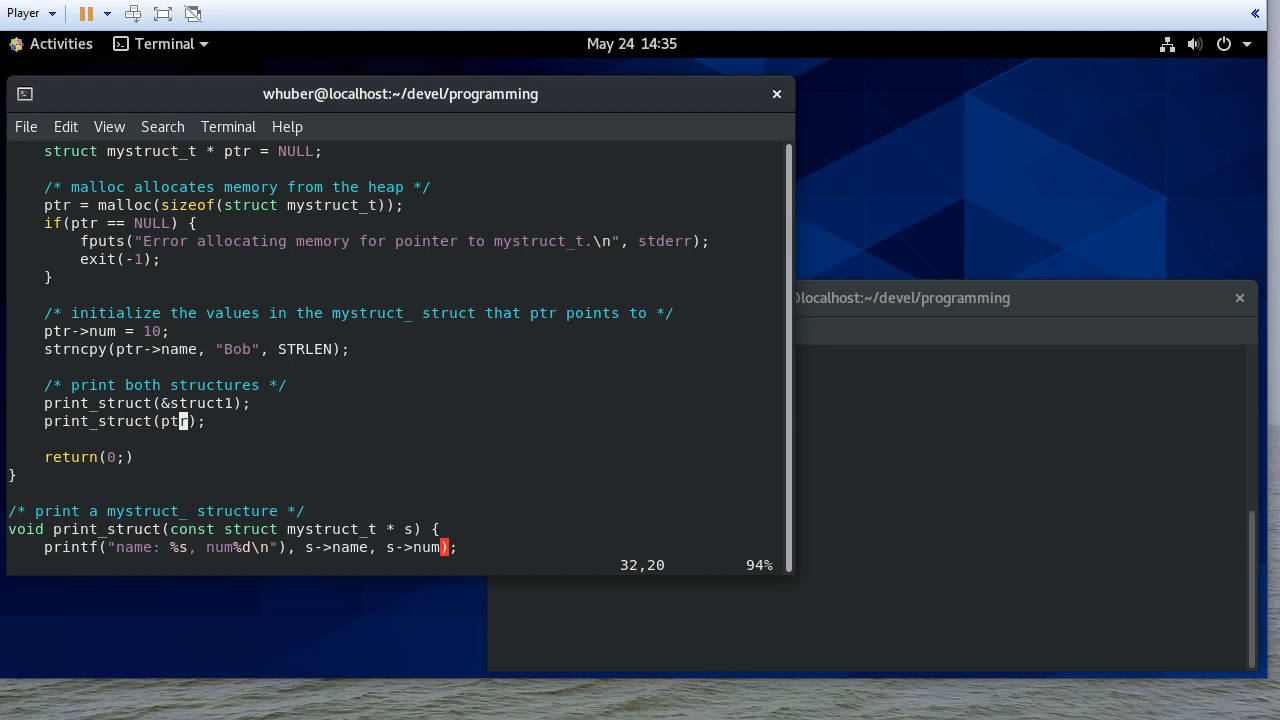 Player
Activities
Terminal
May 24 14:35
whuber@localhost:~/devel/programming
File Edit View Search Terminal Help
struct mystruct_t * ptr = NULL;
/* malloc allocates memory from the heap */
ptr = malloc(sizeof(struct mystruct_t));
if(ptr == NULL) {
fputs("Error allocating memory for pointer to mystruct_t.\n", stderr);
exit(-1);
}
/* initialize the values in the mystruct_ struct that ptr points to */
ptr->num = 10;
strncpy(ptr->name, "Bob", STRLEN);
/* print both structures */
print_struct(&struct1);
print_struct(ptr);
return(0;)
}
/* print a mystruct_ structure */
void print_struct(const struct mystruct_t * s) {
printf("name: %s, num%d\n"), s->name, s->num);
32,20 94%
@localhost:~/devel/programming